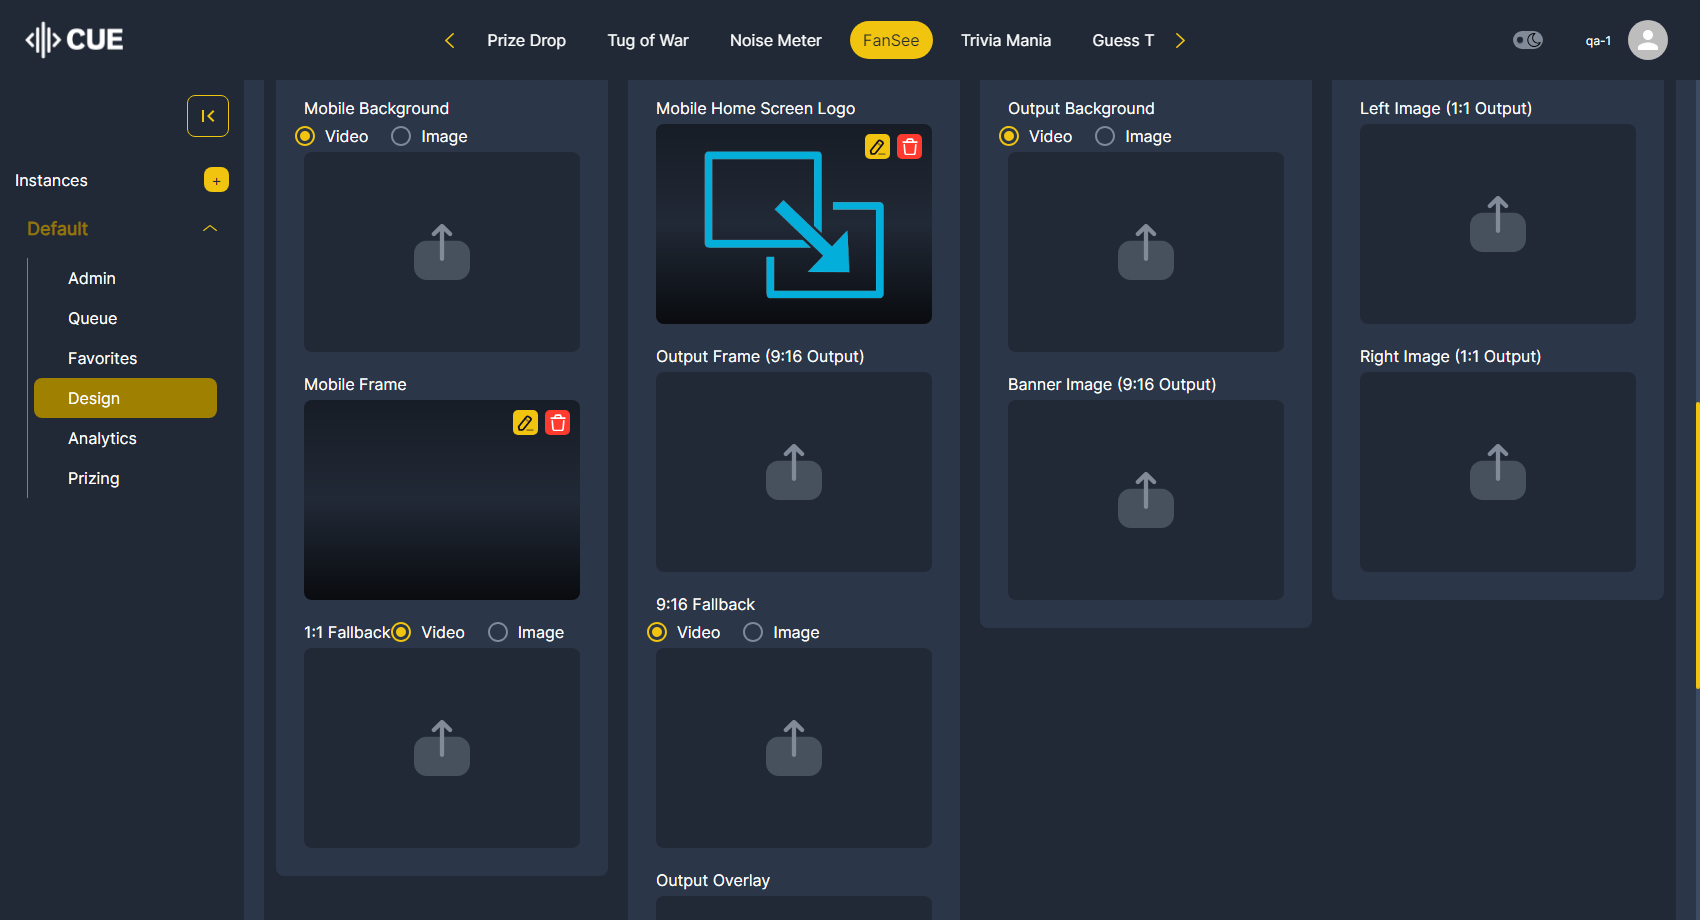 CUE
Prize Drop
Tug of War
Noise Meter
FanSee
Trivia Mania
Guess T
qa-1
Instances
+
Default
Admin
Queue
Favorites
Design
Analytics
Prizing
Mobile Background
Video
Image
Mobile Frame
1:1 Fallback
Video
Image
Mobile Home Screen Logo
Output Frame (9:16 Output)
9:16 Fallback
Video
Image
Output Overlay
Output Background
Video
Image
Banner Image (9:16 Output)
Left Image (1:1 Output)
Right Image (1:1 Output)